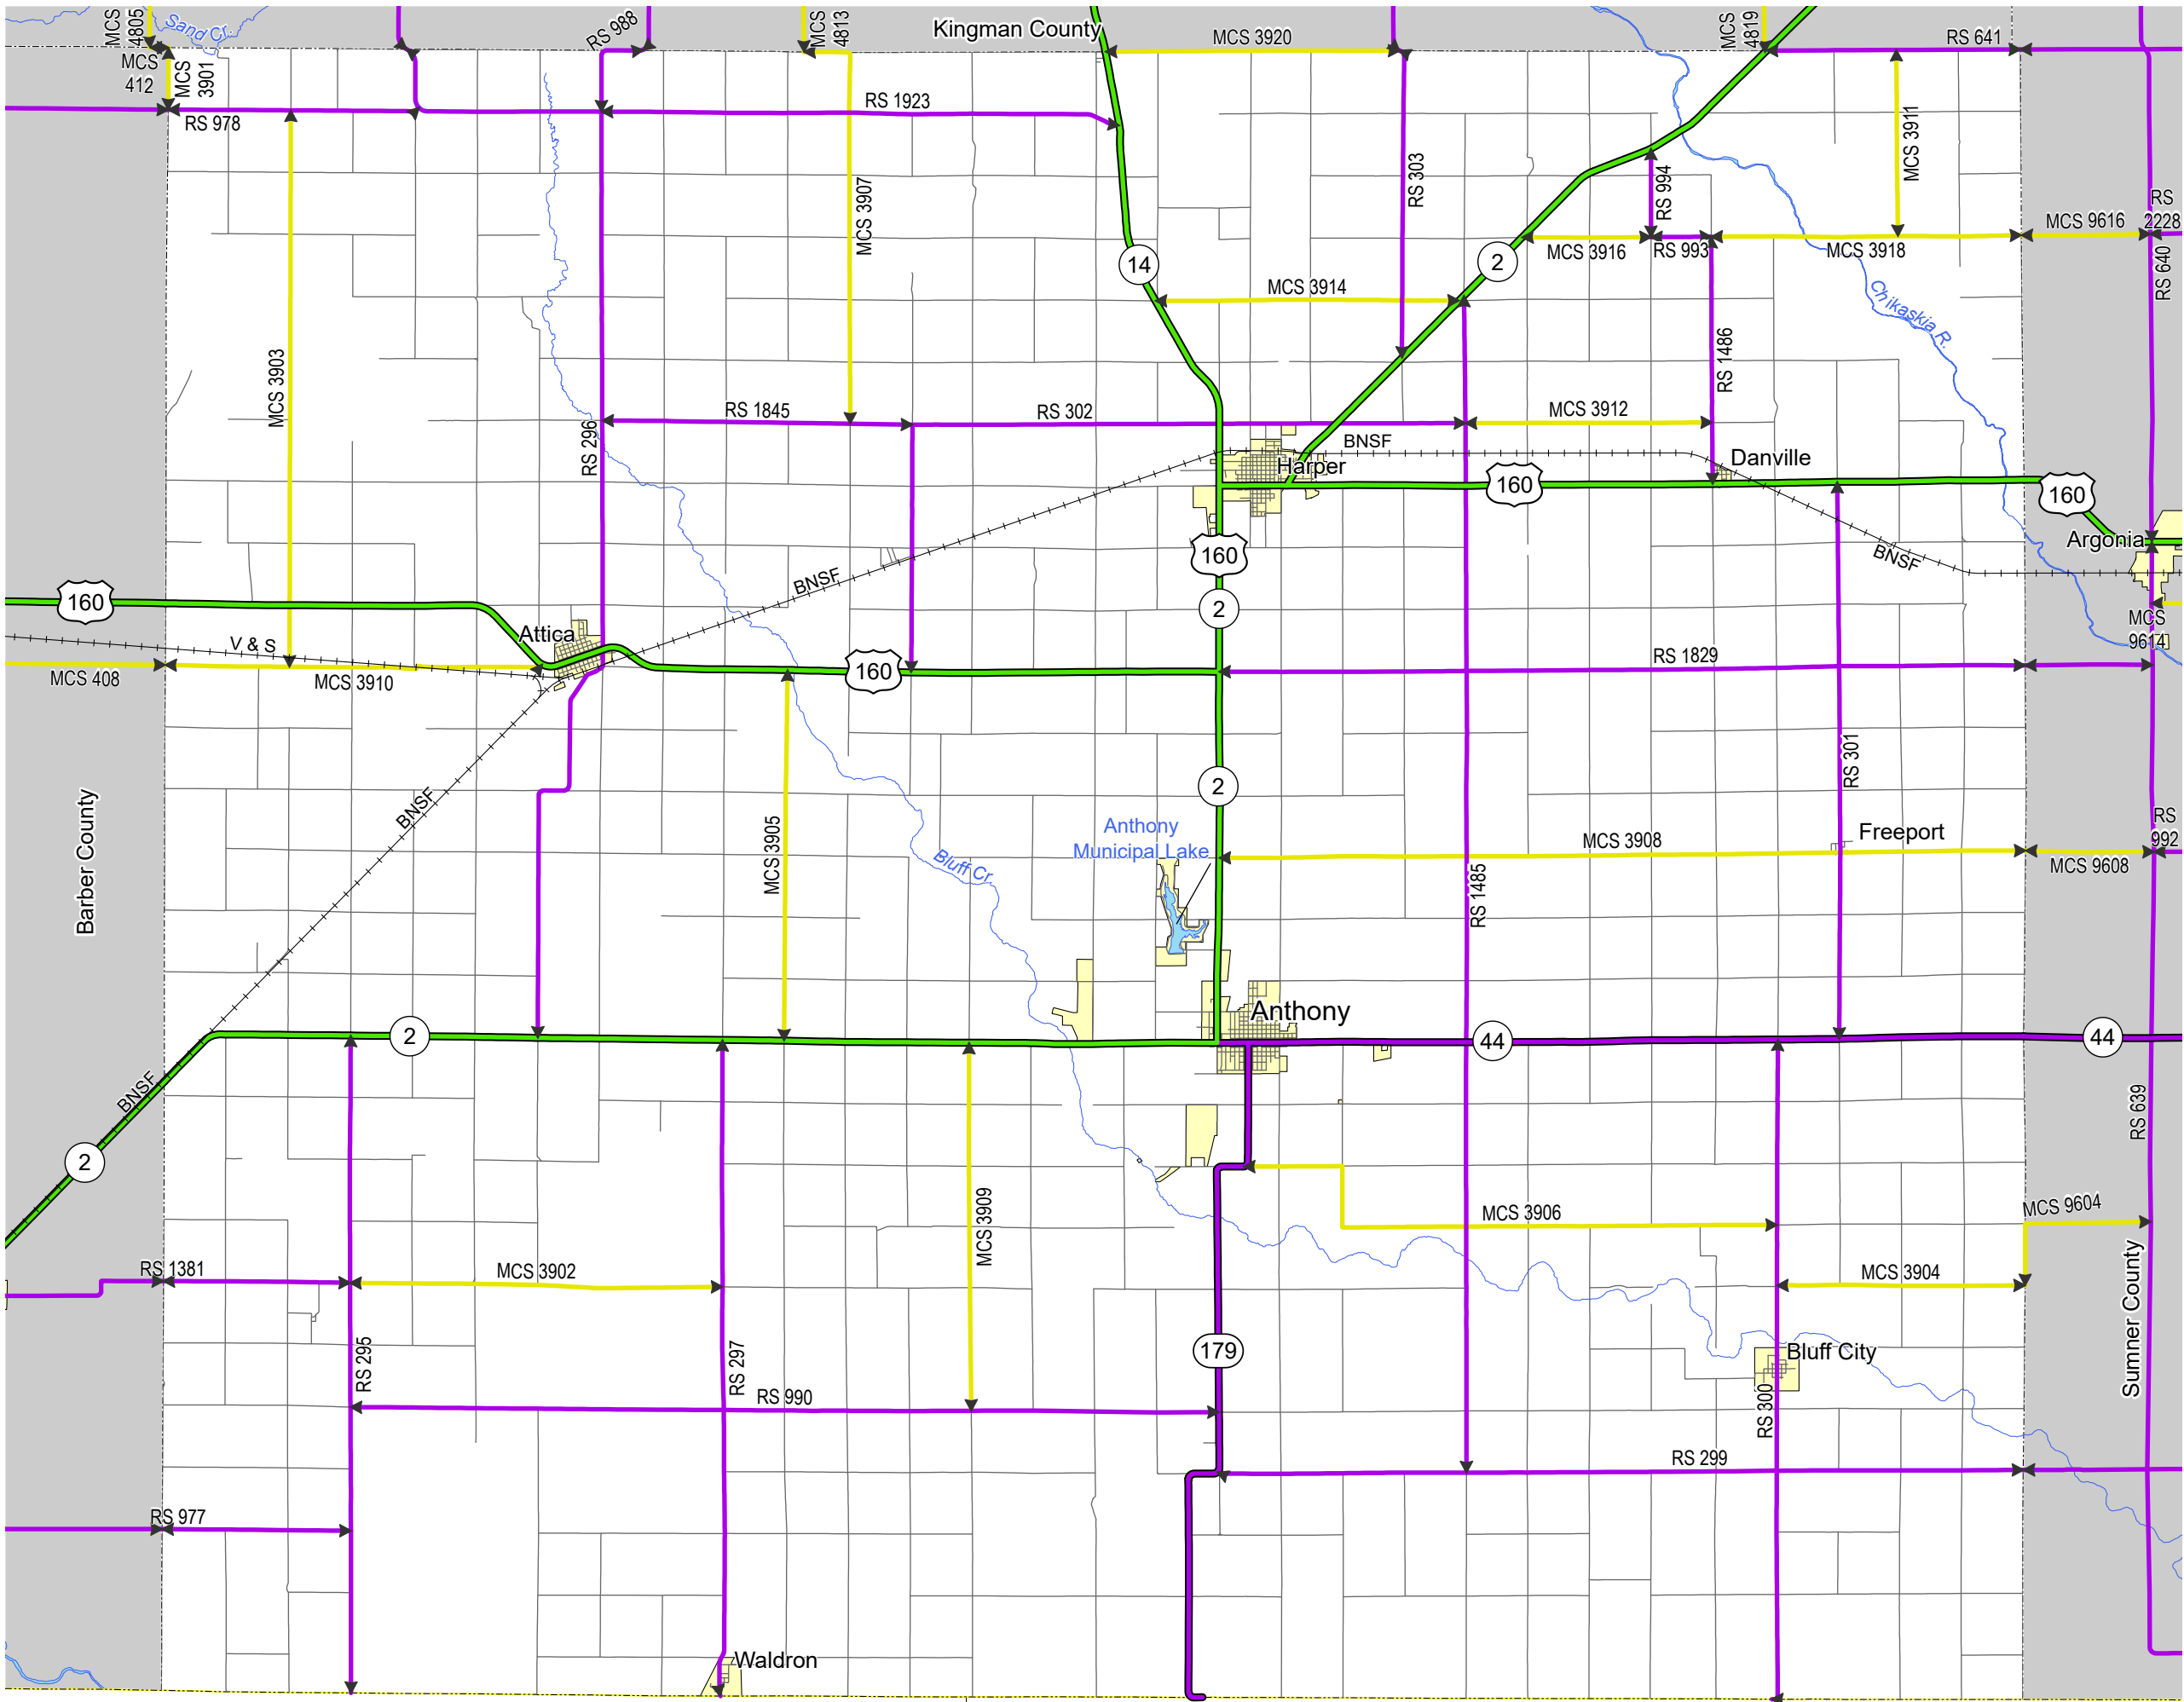 MCS
4805
Sand Cr.
RS 988
MCS
4813
Kingman County
MCS 3920
MCS
4819
RS 641
MCS
412
MCS
3901
RS 978
RS 1923
MCS 3907
RS 303
RS 994
MCS 3911
RS
2228
MCS 9616
MCS 3916
RS 993
MCS 3918
RS 640
14
2
MCS 3914
Chikaskia R.
MCS 3903
RS 1486
RS 1845
RS 302
MCS 3912
RS 296
BNSF
Harper
Danville
160
160
160
Argonia
BNSF
BNSF
160
2
V & S
Attica
MCS
9614
MCS 408
MCS 3910
160
RS 1829
RS 301
2
BNSF
Barber County
MCS 3905
Anthony
Municipal Lake
Bluff Cr.
MCS 3908
Freeport
RS
992
MCS 9608
RS 1485
Anthony
2
44
44
BNSF
2
RS 639
MCS 3909
MCS 3906
MCS 9604
RS 1381
MCS 3902
MCS 3904
Sumner County
RS 295
RS 297
179
Bluff City
RS 990
RS 300
RS 299
RS 977
Waldron